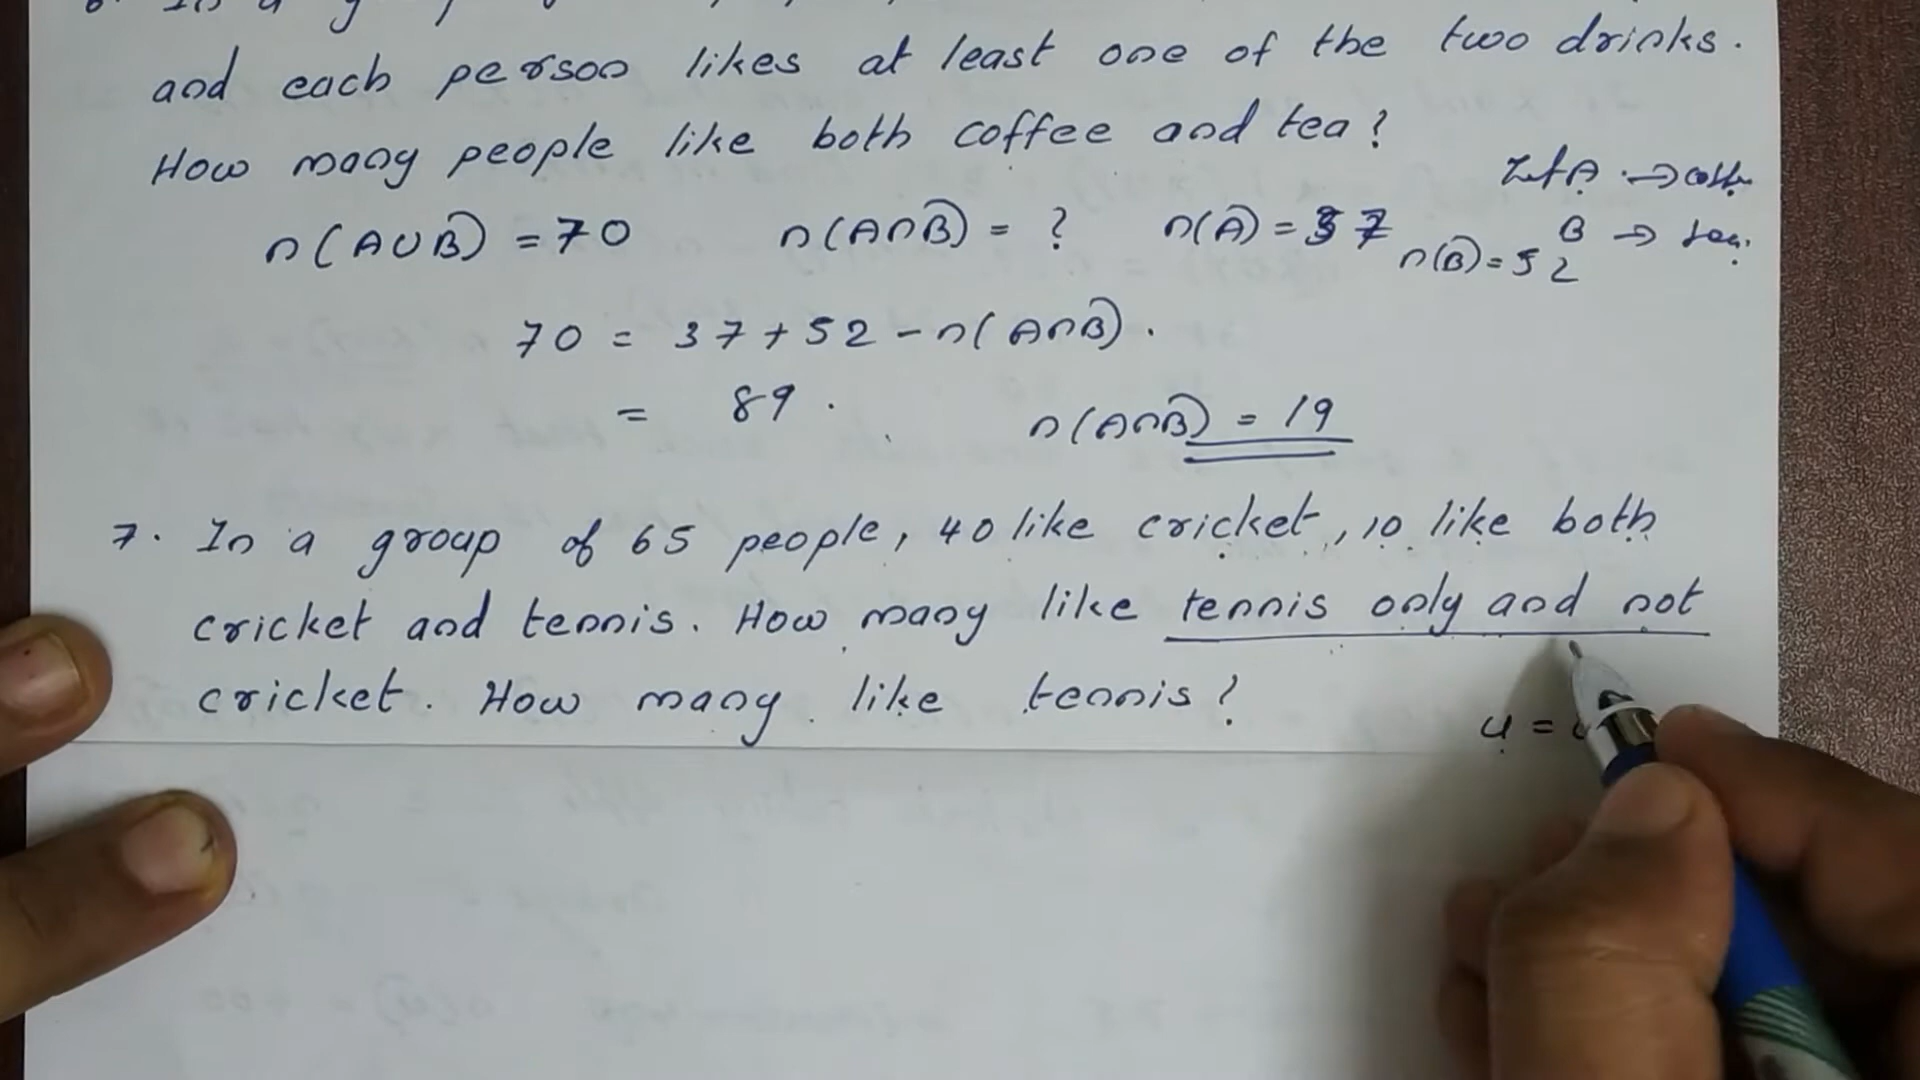 6. In a
and each person likes at least one of the two drinks.
How many people like both coffee and tea?
Let A → coffee
n(A∪B) = 70 n(A∩B) = ? n(A) = 37 B → tea.
n(B) = 52
70 = 37 + 52 - n(A∩B).
= 89. n(A∩B) = 19
7. In a group of 65 people, 40 like cricket, 10 like both
cricket and tennis. How many like tennis only and not
cricket. How many like tennis?
U =